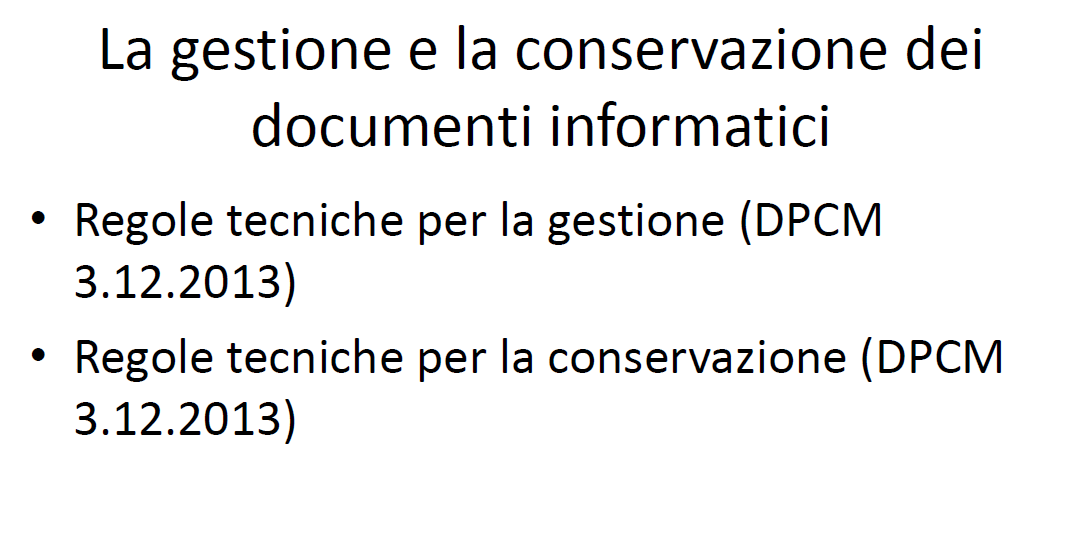 La gestione e la conservazione dei
documenti informatici
• Regole tecniche per la gestione (DPCM
3.12.2013)
• Regole tecniche per la conservazione (DPCM
3.12.2013)